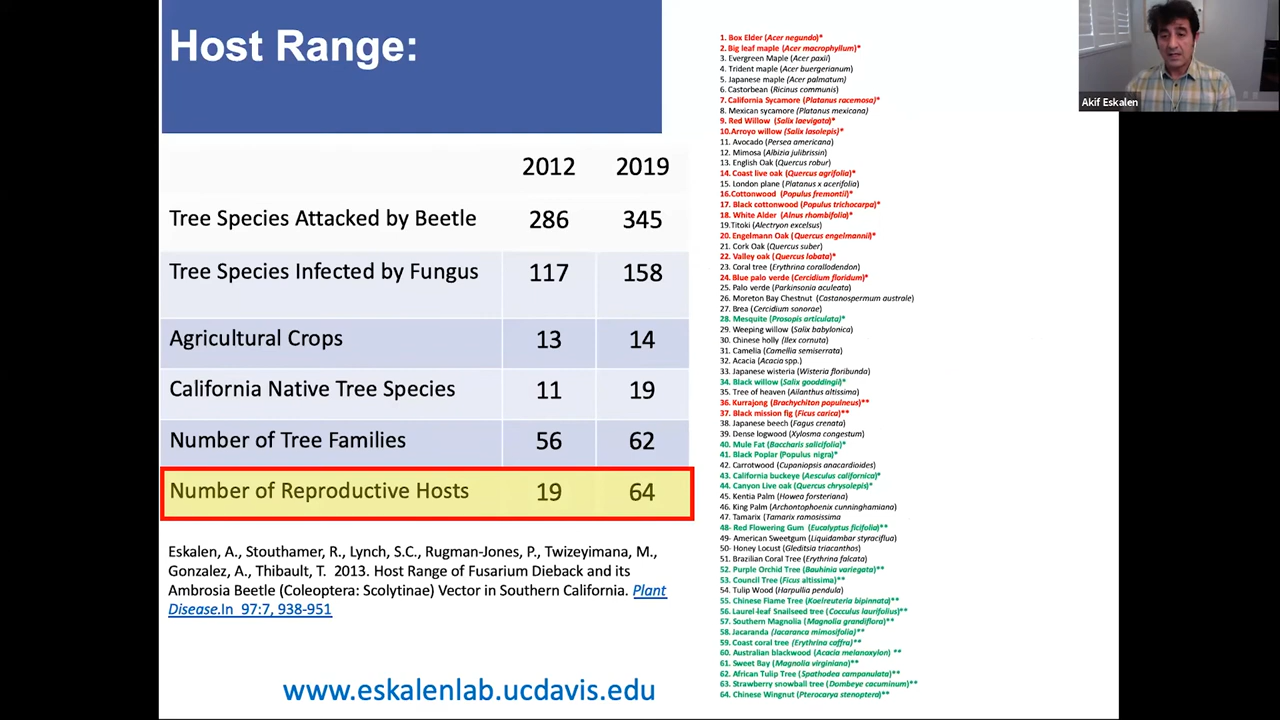 Host Range:
2012 2019
Tree Species Attacked by Beetle 286 345
Tree Species Infected by Fungus 117 158
Agricultural Crops 13 14
California Native Tree Species 11 19
Number of Tree Families 56 62
Number of Reproductive Hosts 19 64
Eskalen, A., Stouthamer, R., Lynch, S.C., Rugman-Jones, P., Twizeyimana, M.,
Gonzalez, A., Thibault, T. 2013. Host Range of Fusarium Dieback and its
Ambrosia Beetle (Coleoptera: Scolytinae) Vector in Southern California. Plant
Disease.In 97:7, 938-951
www.eskalenlab.ucdavis.edu
1. Box Elder (Acer negundo)*
2. Big leaf maple (Acer macrophyllum)*
3. Evergreen Maple (Acer paxii)
4. Trident maple (Acer buergerianum)
5. Japanese maple (Acer palmatum)
6. Castorbean (Ricinus communis)
7. California Sycamore (Platanus racemosa)*
8. Mexican sycamore (Platanus mexicana)
9. Red Willow (Salix laevigata)*
10. Arroyo willow (Salix lasolepis)*
11. Avocado (Persea americana)
12. Mimosa (Albizia julibrissin)
13. English Oak (Quercus robur)
14. Coast live oak (Quercus agrifolia)*
15. London plane (Platanus x acerifolia)
16.Cottonwood (Populus fremontii)*
17. Black cottonwood (Populus trichocarpa)*
18. White Alder (Alnus rhombifolia)*
19.Titoki (Alectryon excelsus)
20. Engelmann Oak (Quercus engelmannii)*
21. Cork Oak (Quercus suber)
22. Valley oak (Quercus lobata)*
23. Coral tree (Erythrina corallodendon)
24. Blue palo verde (Cercidium floridum)*
25. Palo verde (Parkinsonia aculeata)
26. Moreton Bay Chestnut (Castanospermum australe)
27. Brea (Cercidium sonorae)
28. Mesquite (Prosopis articulata)*
29. Weeping willow (Salix babylonica)
30. Chinese holly (Ilex cornuta)
31. Camelia (Camellia semiserrata)
32. Acacia (Acacia spp.)
33. Japanese wisteria (Wisteria floribunda)
34. Black willow (Salix gooddingii)*
35. Tree of heaven (Ailanthus altissima)
36. Kurrajong (Brachychiton populneus)**
37. Black mission fig (Ficus carica)**
38. Japanese beech (Fagus crenata)
39. Dense logwood (Xylosma congestum)
40. Mule Fat (Baccharis salicifolia)*
41. Black Poplar (Populus nigra)*
42. Carrotwood (Cupaniopsis anacardioides)
43. California buckeye (Aesculus californica)*
44. Canyon Live oak (Quercus chrysolepis)*
45. Kentia Palm (Howea forsteriana)
46. King Palm (Archontophoenix cunninghamiana)
47. Tamarix (Tamarix ramosissima
48- Red Flowering Gum (Eucalyptus ficifolia)**
49- American Sweetgum (Liquidambar styraciflua)
50- Honey Locust (Gleditsia triacanthos)
51. Brazilian Coral Tree (Erythrina falcata)
52. Purple Orchid Tree (Bauhinia variegata)**
53. Council Tree (Ficus altissima)**
54. Tulip Wood (Harpullia pendula)
55. Chinese Flame Tree (Koelreuteria bipinnata)**
56. Laurel-leaf Snailseed tree (Cocculus laurifolius)**
57. Southern Magnolia (Magnolia grandiflora)**
58. Jacaranda (Jacaranca mimosifolia)**
59. Coast coral tree (Erythrina caffra)**
60. Australian blackwood (Acacia melanoxylon) **
61. Sweet Bay (Magnolia virginiana)**
62. African Tulip Tree (Spathodea campanulata)**
63. Strawberry snowball tree (Dombeye cacuminum)**
64. Chinese Wingnut (Pterocarya stenoptera)**
Akif Eskalen